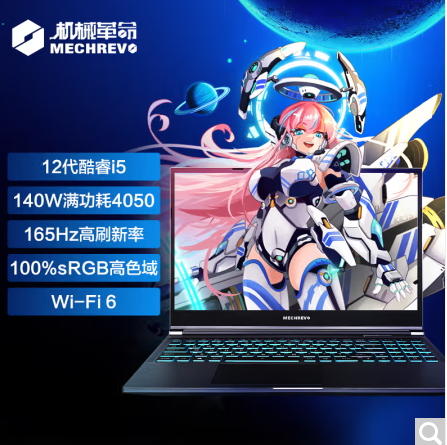 机械革命
MECHREVO
12代酷睿i5
140W满功耗4050
165Hz高刷新率
100%sRGB高色域
Wi-Fi 6
MECHREVO